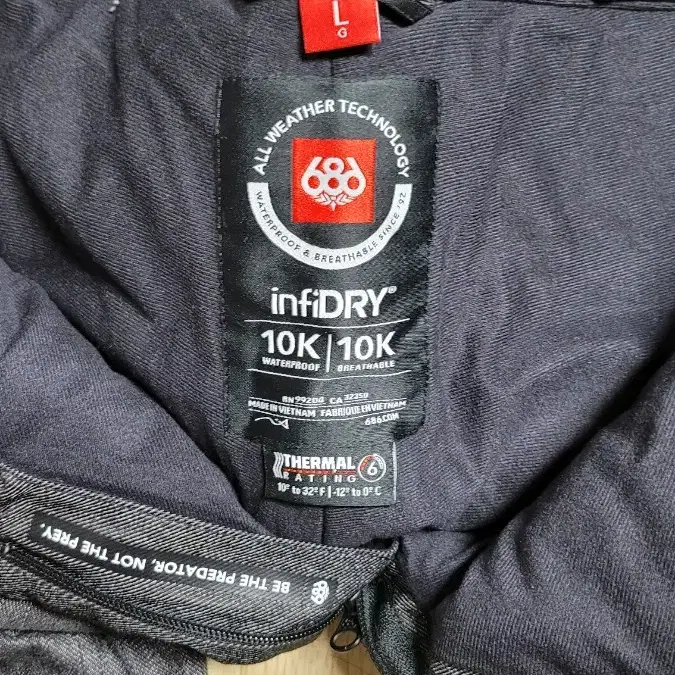 L
G
ALL WEATHER TECHNOLOGY
686
WATERPROOF & BREATHABLE SINCE '92
infiDRY®
10K | 10K
WATERPROOF BREATHABLE
RN 99208 CA 32350
MADE IN VIETNAM FABRIQUE EN VIETNAM
686.COM
THERMAL 6
RATING
10° to 32° F | -12° to 0° C
686 BE THE PREDATOR, NOT THE PREY.